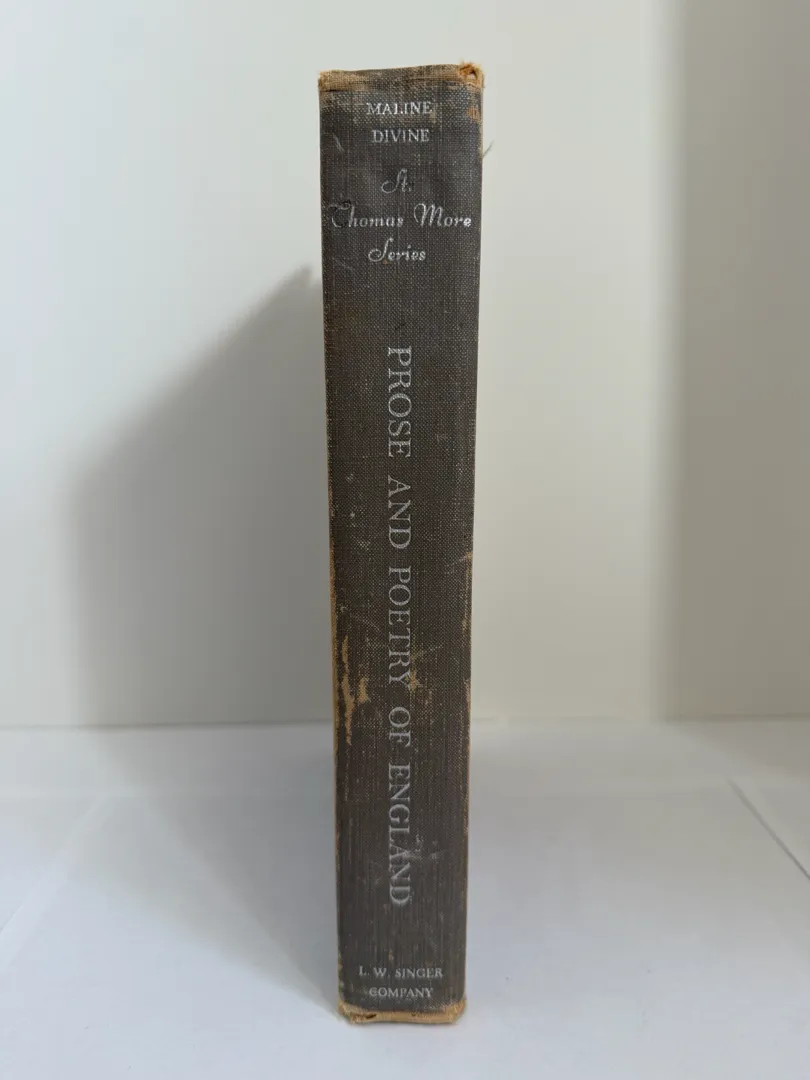 MALINE
DIVINE
St.
Thomas More
Series
PROSE AND POETRY OF ENGLAND
L. W. SINGER
COMPANY